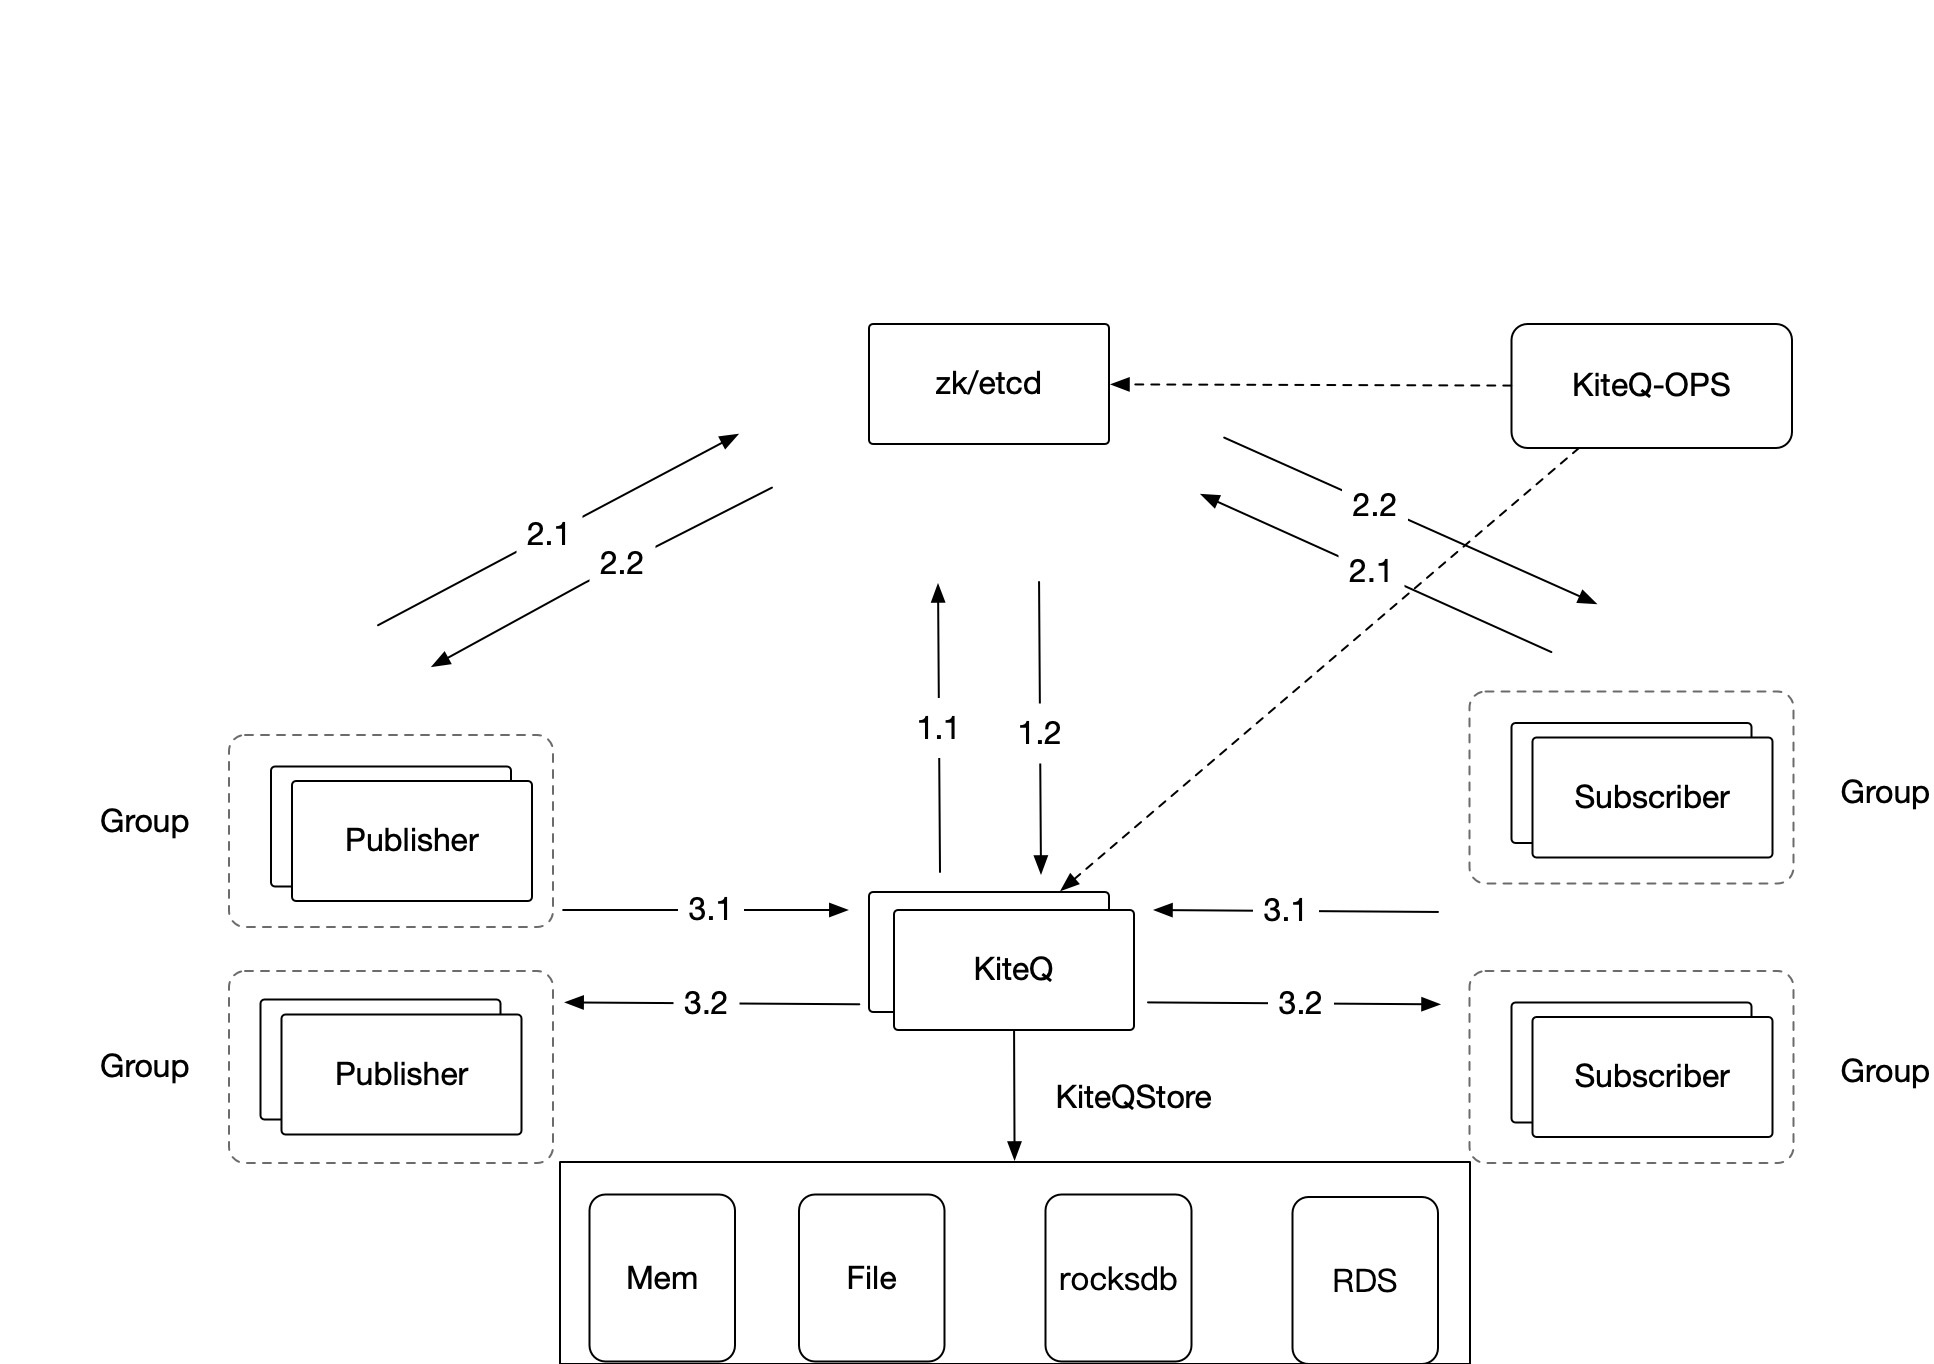 zk/etcd
KiteQ-OPS
2.1
2.2
2.2
2.1
1.1
1.2
Group
Publisher
Subscriber
Group
3.1
3.1
KiteQ
3.2
3.2
Group
Publisher
Subscriber
Group
KiteQStore
Mem
File
rocksdb
RDS